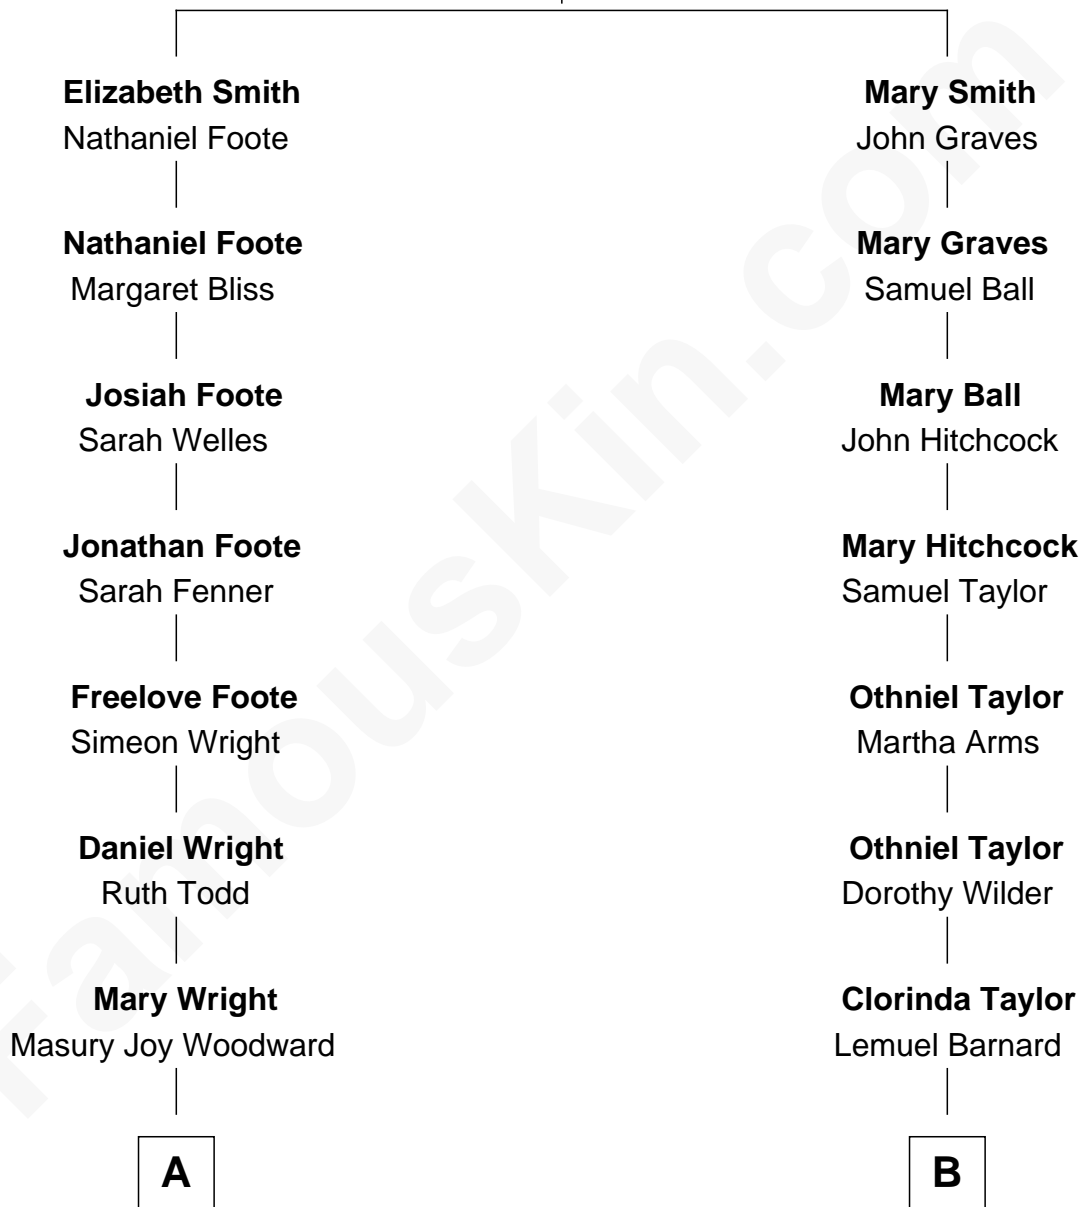 Elizabeth Smith
Nathaniel Foote
Nathaniel Foote
Margaret Bliss
Josiah Foote
Sarah Welles
Jonathan Foote
Sarah Fenner
Freelove Foote
Simeon Wright
Daniel Wright
Ruth Todd
Mary Wright
Masury Joy Woodward
A
Mary Smith
John Graves
Mary Graves
Samuel Ball
Mary Ball
John Hitchcock
Mary Hitchcock
Samuel Taylor
Othniel Taylor
Martha Arms
Othniel Taylor
Dorothy Wilder
Clorinda Taylor
Lemuel Barnard
B
FamousKin.com